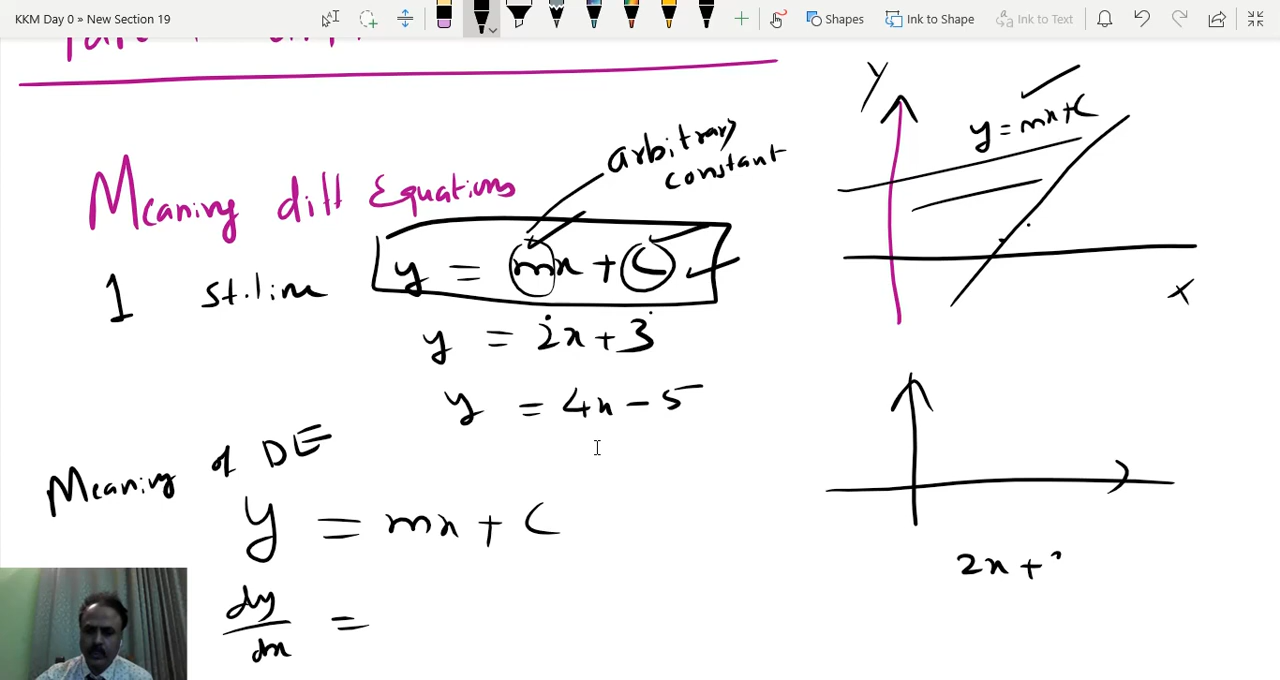 KKM Day 0 » New Section 19
Shapes
Ink to Shape
Ink to Text
Meaning diff Equations
arbitrary
constant
1 st.line
y = mx + C
y = 2x + 3
y = 4x - 5
Meaning of DE
y = mx + C
dy/dx =
y
y = mx + c
x
2x +